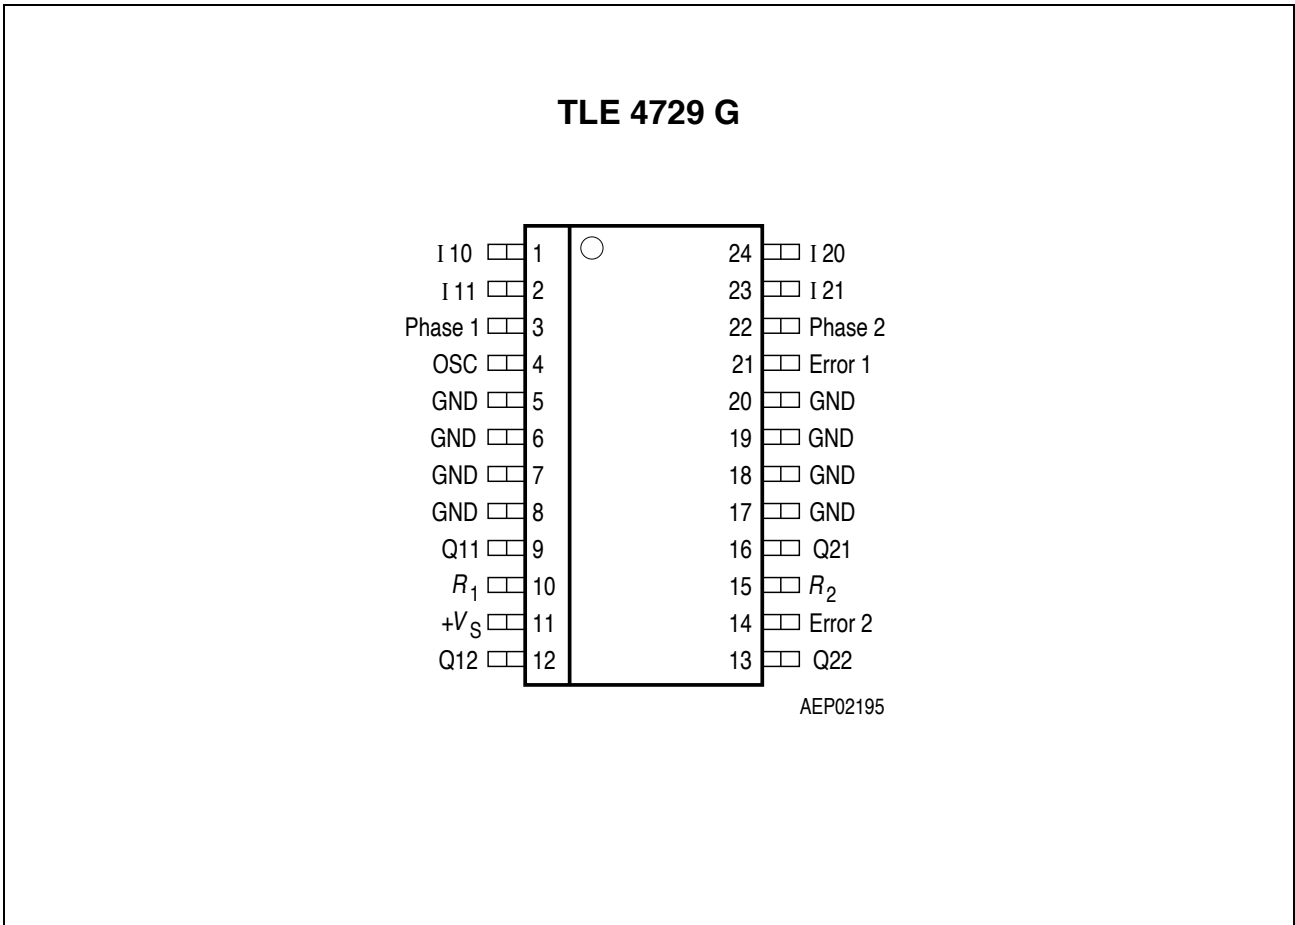 TLE 4729 G
I 10 1 24 I 20
I 11 2 23 I 21
Phase 1 3 22 Phase 2
OSC 4 21 Error 1
GND 5 20 GND
GND 6 19 GND
GND 7 18 GND
GND 8 17 GND
Q11 9 16 Q21
R1 10 15 R2
+VS 11 14 Error 2
Q12 12 13 Q22
AEP02195